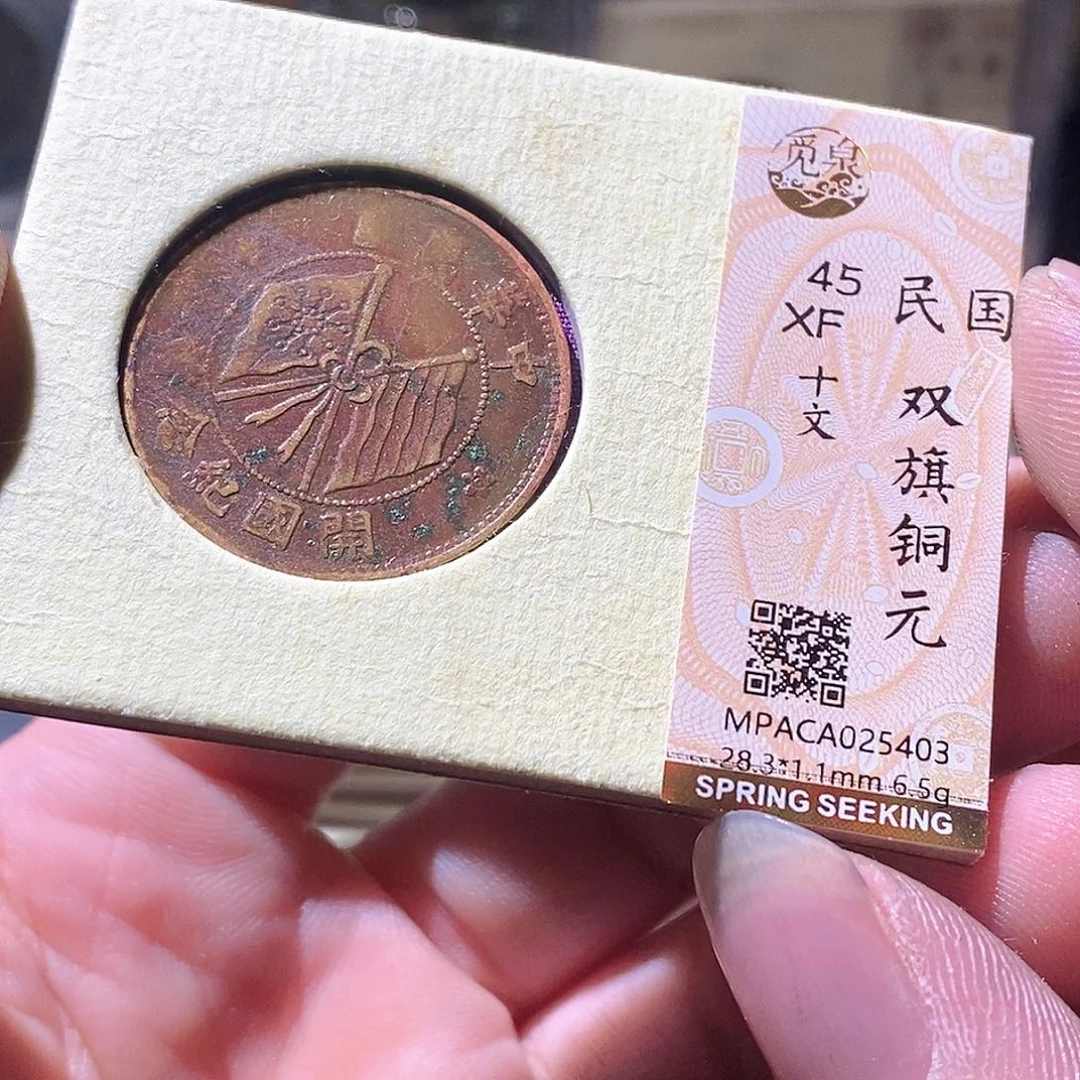 中華
開國紀念
觅泉
民国
双旗铜元
45
XF
十文
MPACA025403
28.3*1.1mm 6.5g
SPRING SEEKING